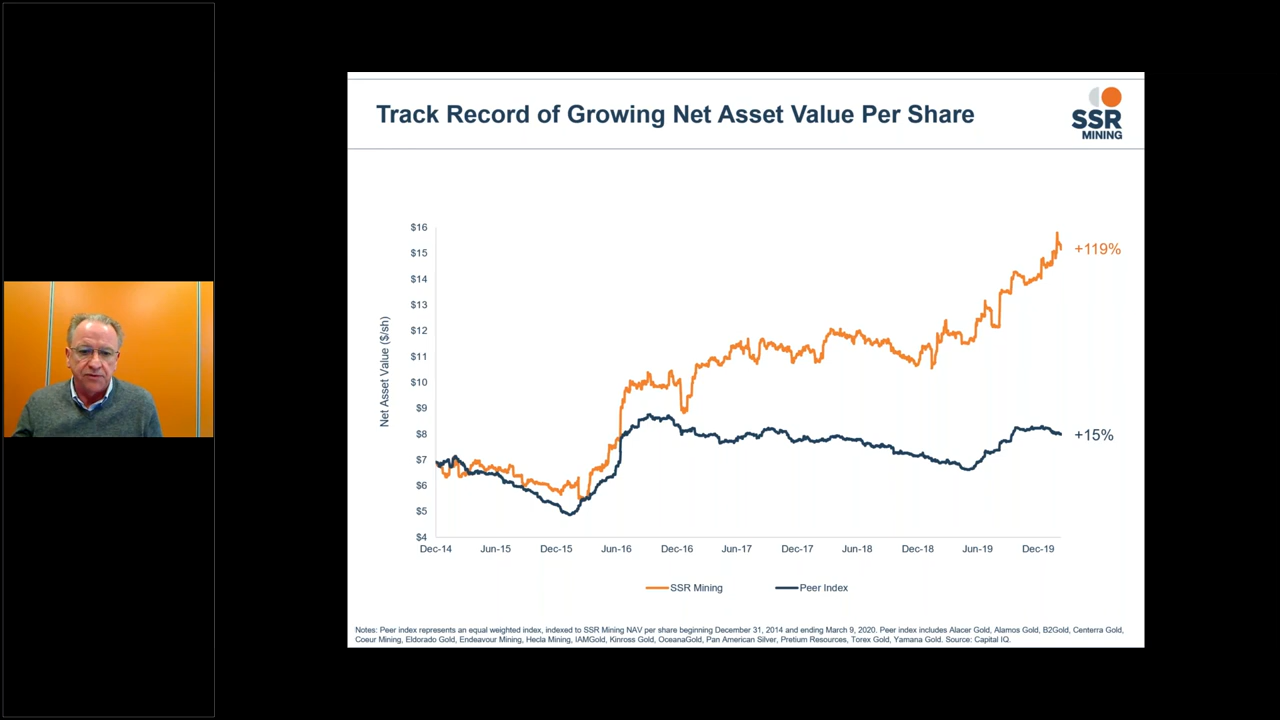 Track Record of Growing Net Asset Value Per Share
SSR
MINING
$16
$15
$14
$13
$12
$11
$10
$9
$8
$7
$6
$5
$4
Net Asset Value ($/sh)
+119%
+15%
Dec-14 Jun-15 Dec-15 Jun-16 Dec-16 Jun-17 Dec-17 Jun-18 Dec-18 Jun-19 Dec-19
SSR Mining Peer Index
Notes: Peer index represents an equal weighted index, indexed to SSR Mining NAV per share beginning December 31, 2014 and ending March 9, 2020. Peer index includes Alacer Gold, Alamos Gold, B2Gold, Centerra Gold,
Coeur Mining, Eldorado Gold, Endeavour Mining, Hecla Mining, IAMGold, Kinross Gold, OceanaGold, Pan American Silver, Pretium Resources, Torex Gold, Yamana Gold. Source: Capital IQ.